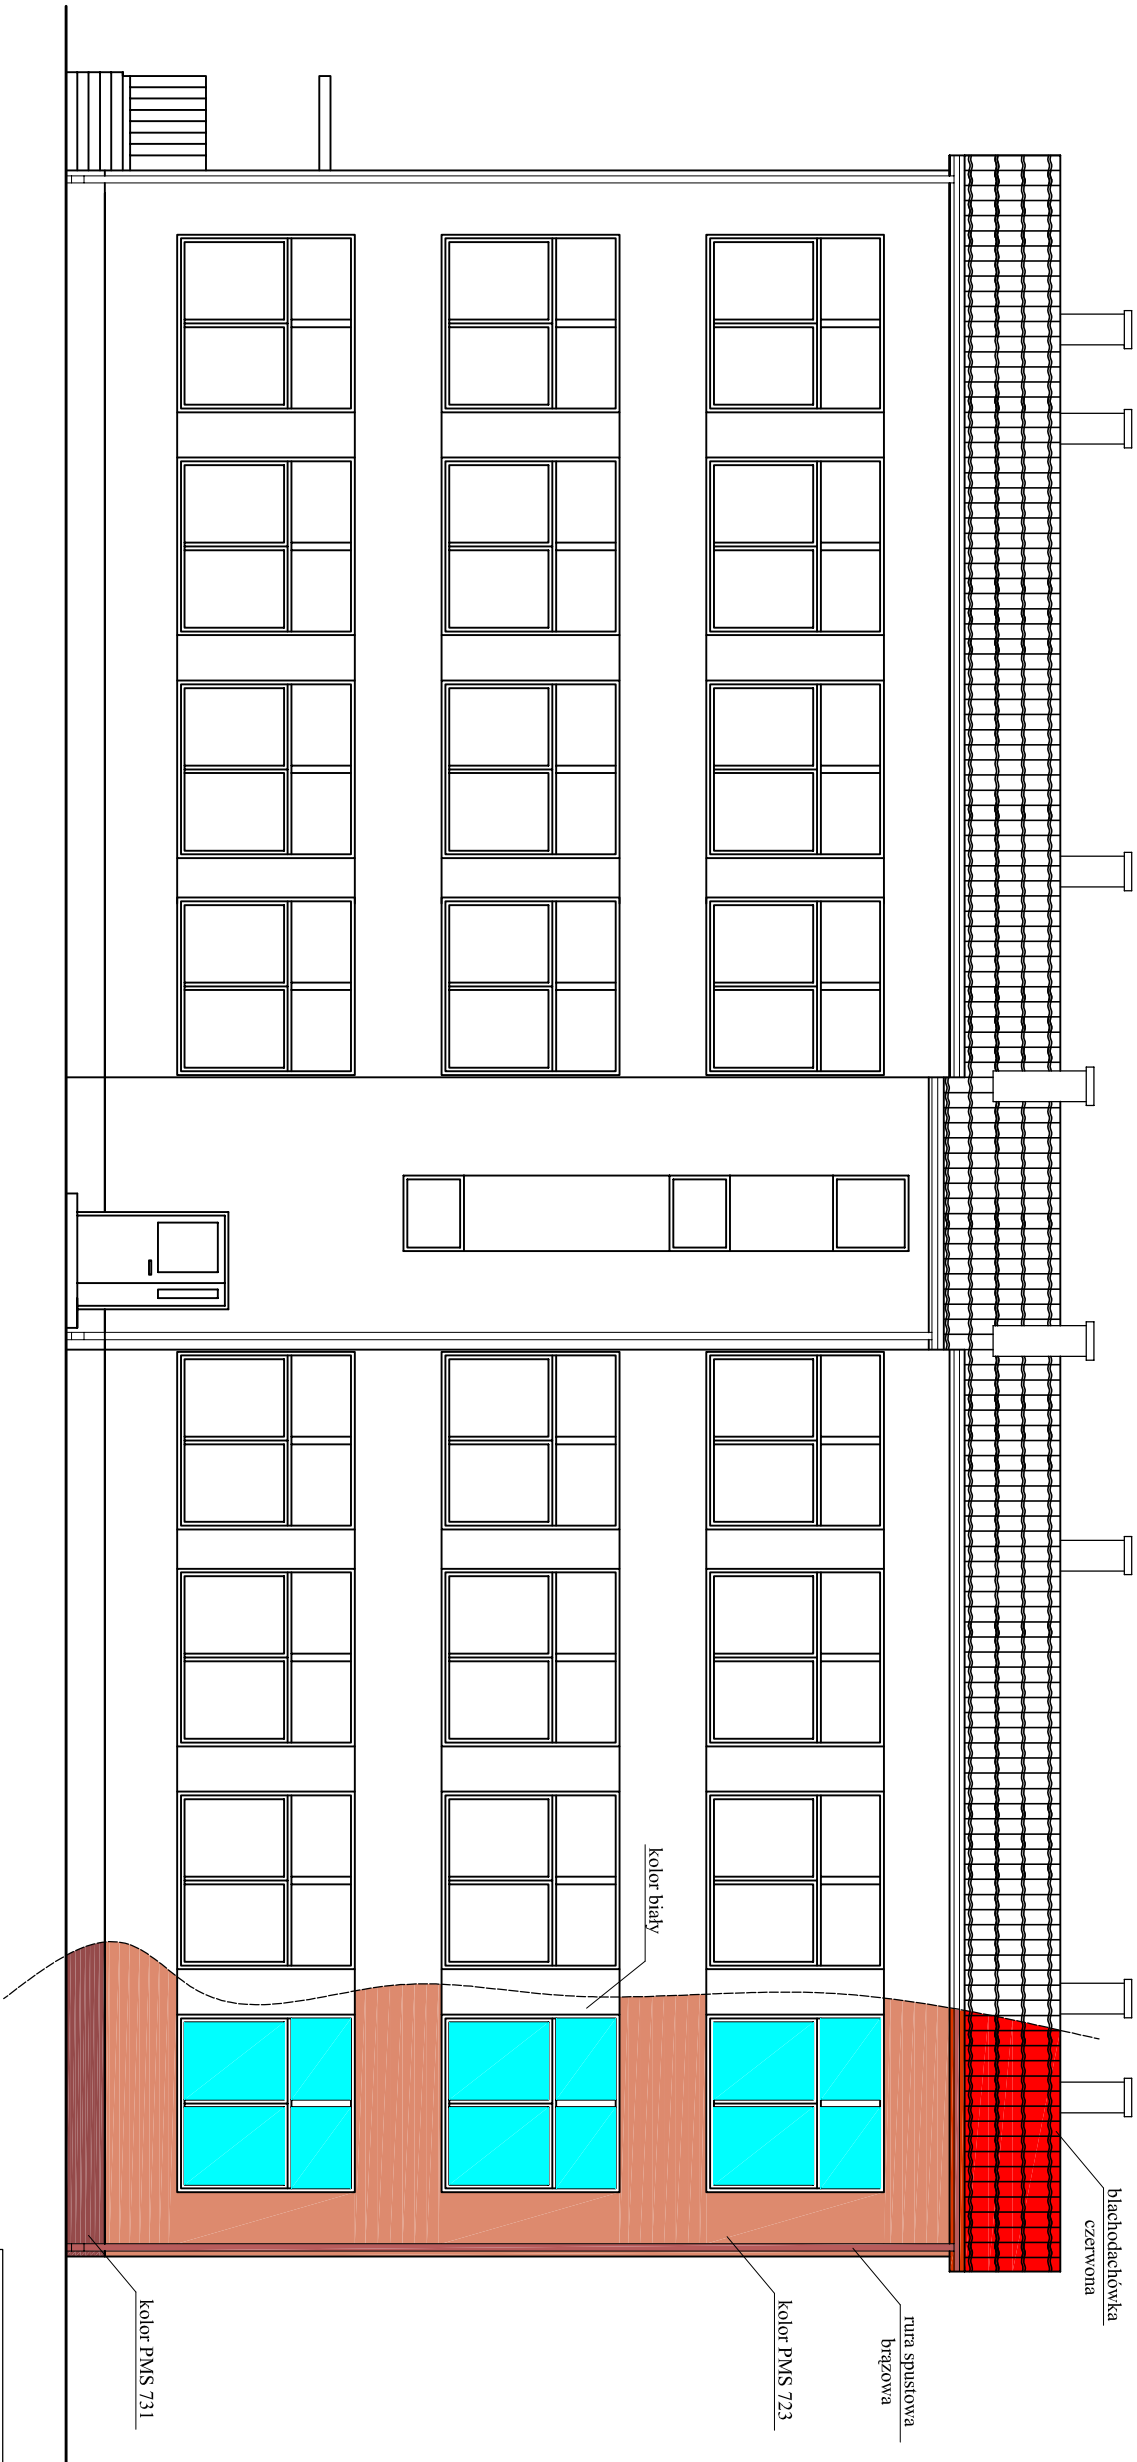 kolor biały
blachodachówka
czerwona
rura spustowa
brązowa
kolor PMS 723
kolor PMS 731